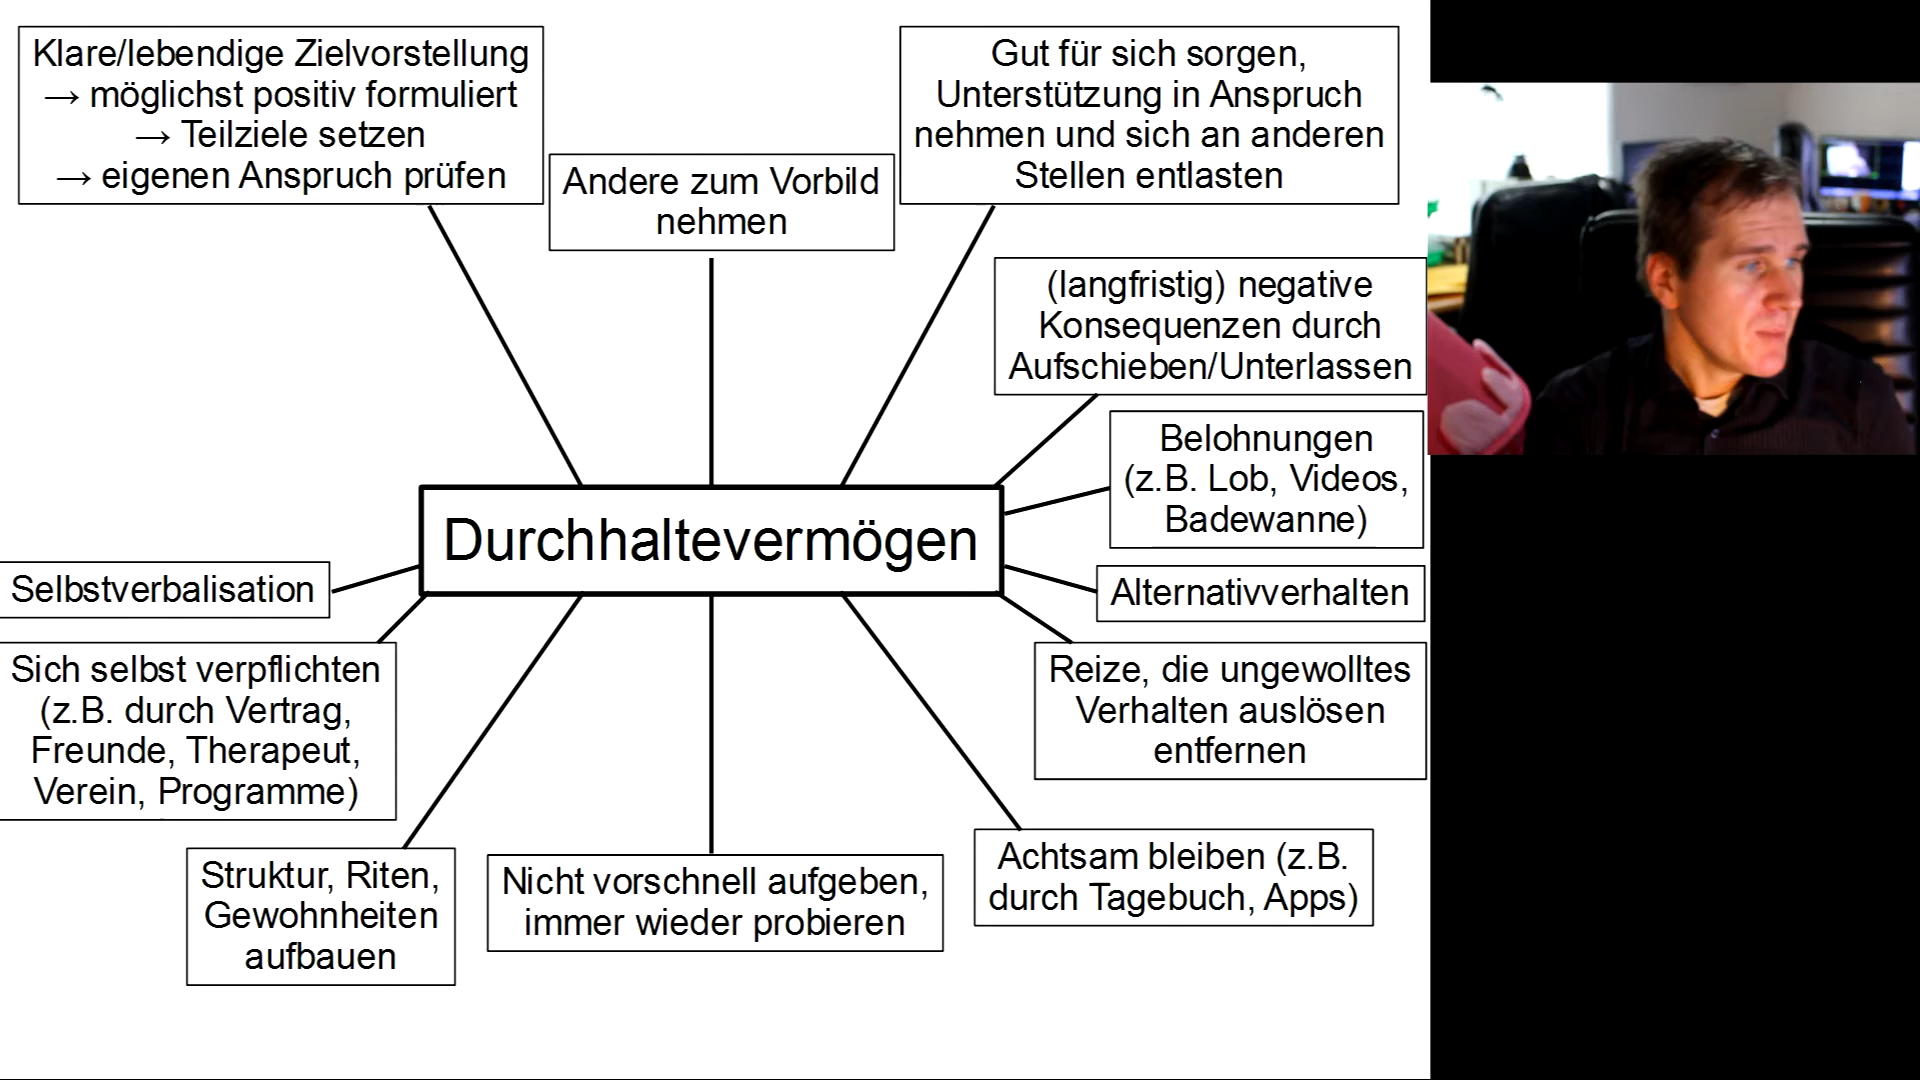 Klare/lebendige Zielvorstellung
→ möglichst positiv formuliert
→ Teilziele setzen
→ eigenen Anspruch prüfen
Andere zum Vorbild
nehmen
Gut für sich sorgen,
Unterstützung in Anspruch
nehmen und sich an anderen
Stellen entlasten
(langfristig) negative
Konsequenzen durch
Aufschieben/Unterlassen
Belohnungen
(z.B. Lob, Videos,
Badewanne)
Durchhaltevermögen
Selbstverbalisation
Alternativverhalten
Sich selbst verpflichten
(z.B. durch Vertrag,
Freunde, Therapeut,
Verein, Programme)
Reize, die ungewolltes
Verhalten auslösen
entfernen
Struktur, Riten,
Gewohnheiten
aufbauen
Nicht vorschnell aufgeben,
immer wieder probieren
Achtsam bleiben (z.B.
durch Tagebuch, Apps)